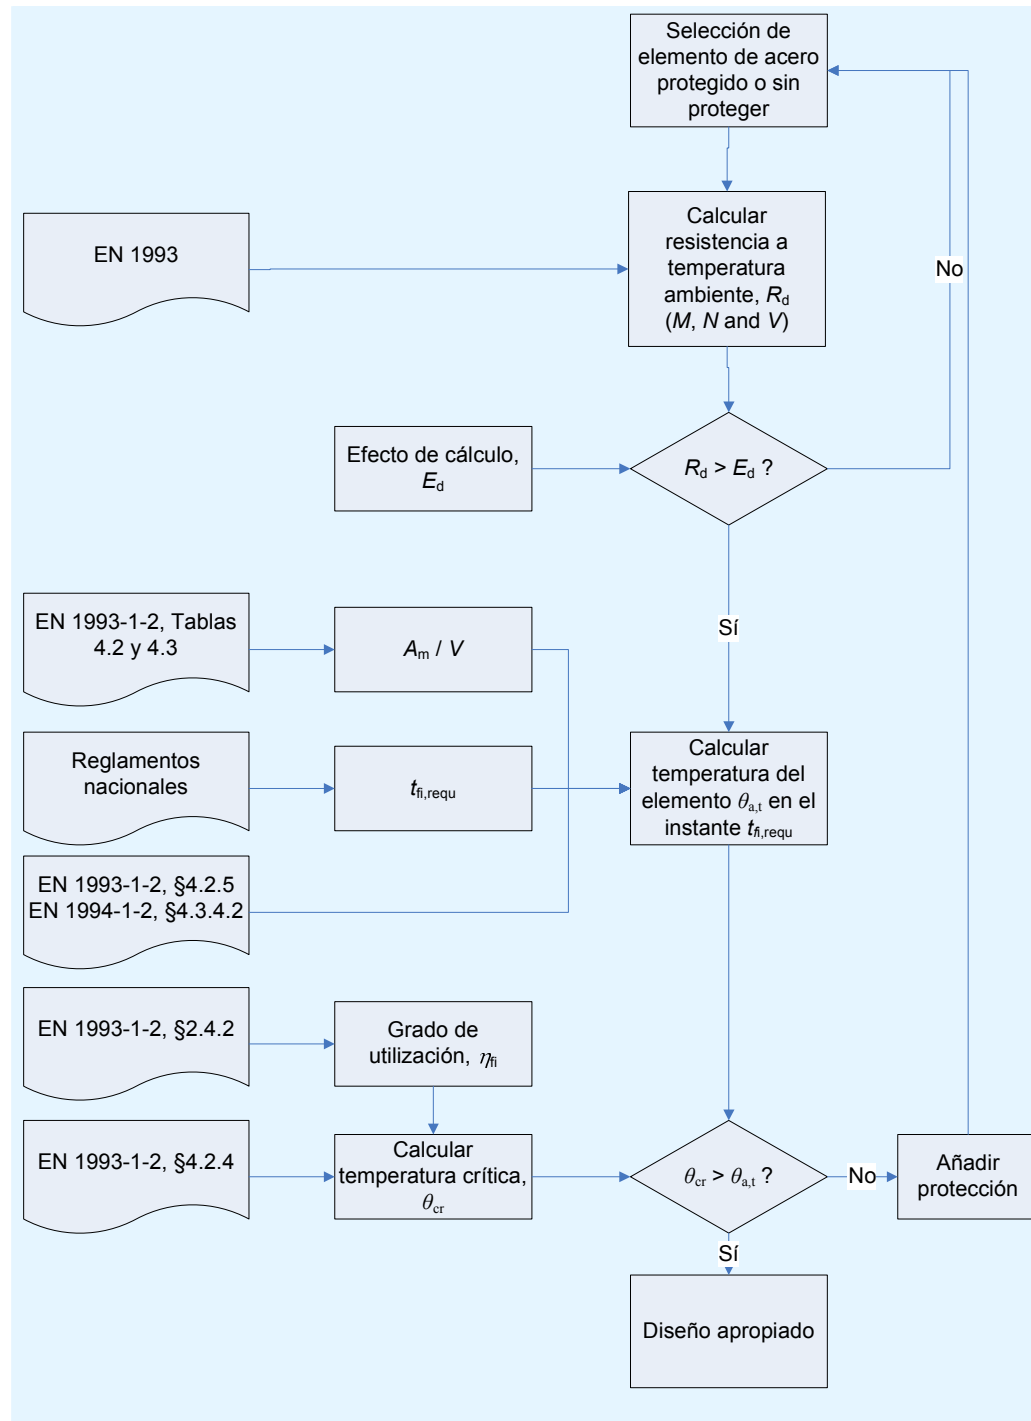 Selección de
elemento de acero
protegido o sin
proteger
EN 1993
Calcular
resistencia a
temperatura
ambiente, Rd
(M, N and V)
No
Efecto de cálculo,
Ed
Rd > Ed ?
Sí
EN 1993-1-2, Tablas
4.2 y 4.3
Am / V
Reglamentos
nacionales
tfi,requ
Calcular
temperatura del
elemento θa,t en el
instante tfi,requ
EN 1993-1-2, §4.2.5
EN 1994-1-2, §4.3.4.2
EN 1993-1-2, §2.4.2
Grado de
utilización, ηfi
EN 1993-1-2, §4.2.4
Calcular
temperatura crítica,
θcr
θcr > θa,t ?
No
Añadir
protección
Sí
Diseño apropiado